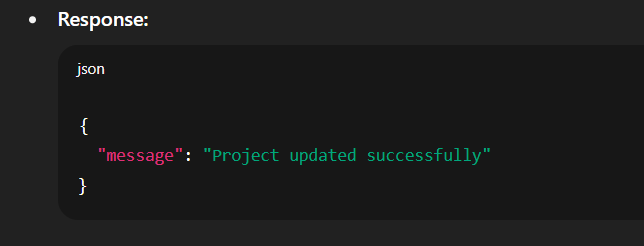 Response:
json
{
"message": "Project updated successfully"
}